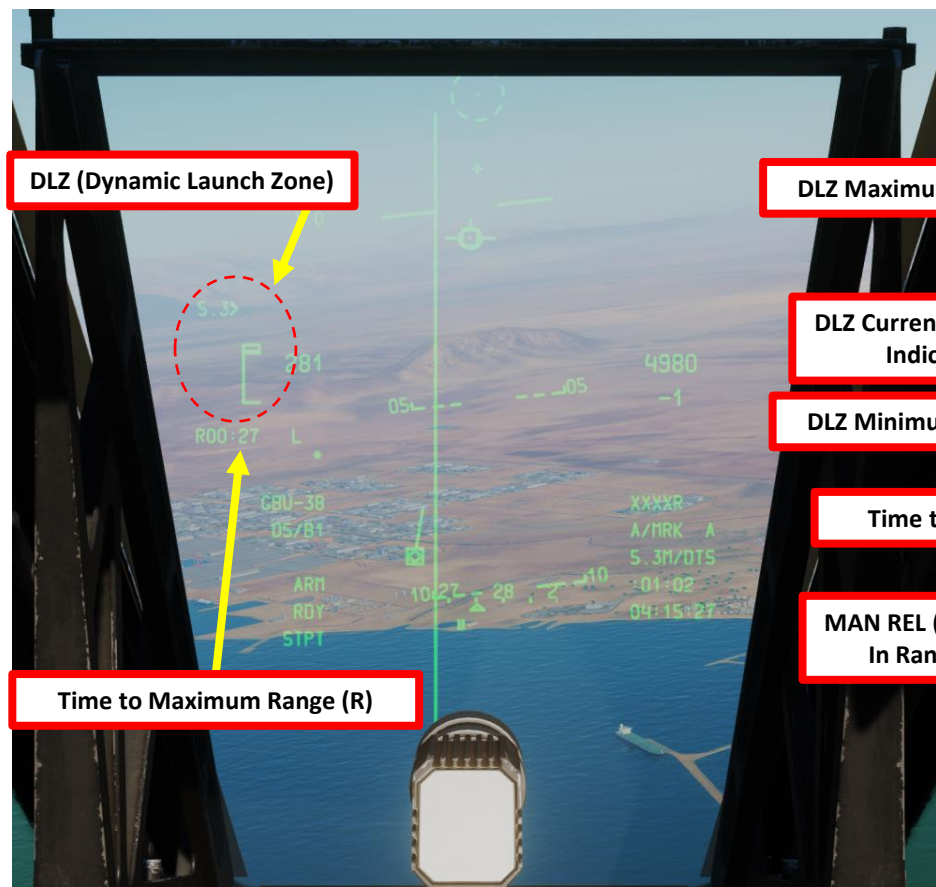 DLZ (Dynamic Launch Zone)
DLZ Maximu
5.3>
DLZ Curren
Indic
281
4980
05
05
-1
DLZ Minimu
R00:27 L
GBU-38
XXXXR
D5/B1
A/MRK A
Time t
5.3M/DTS
ARM
10
27
28
10
:01:02
RDY
04:15:27
STPT
MAN REL (
In Ran
Time to Maximum Range (R)